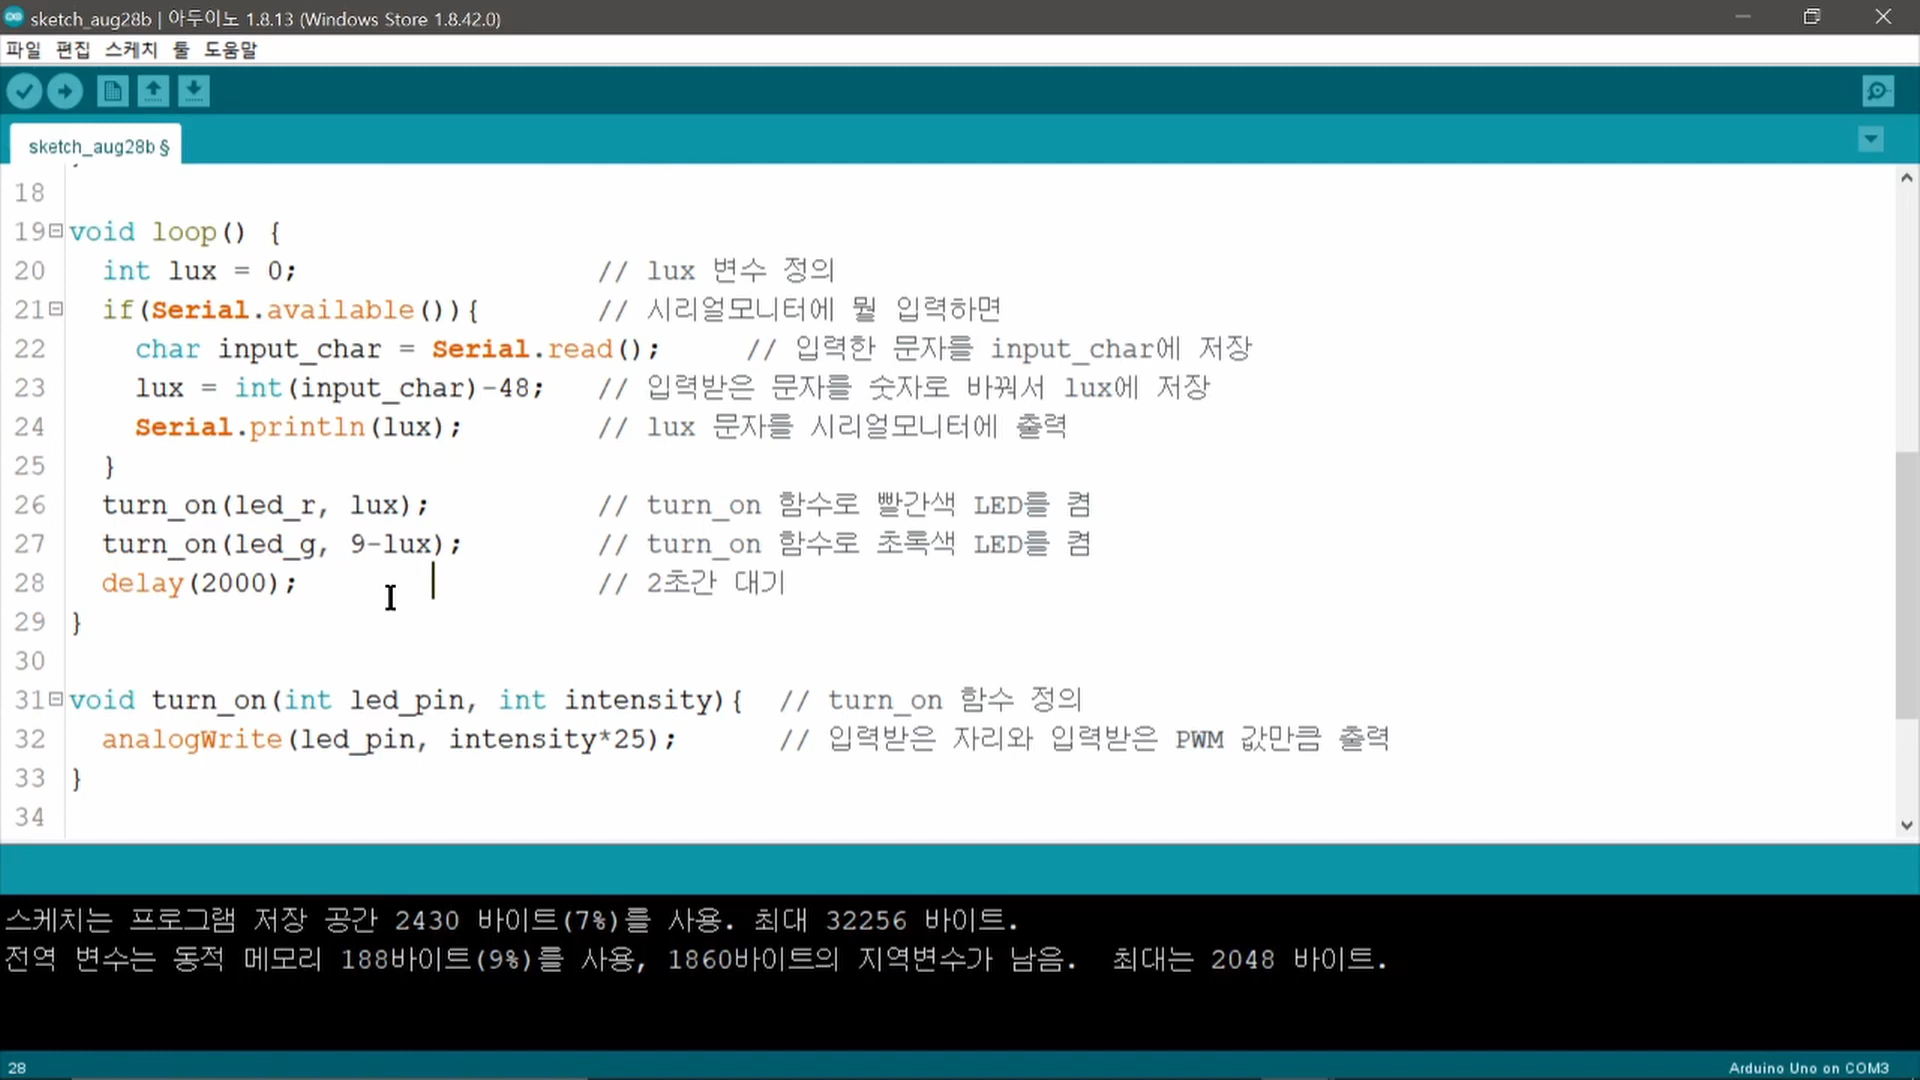 sketch_aug28b | 아두이노 1.8.13 (Windows Store 1.8.42.0)
파일 편집 스케치 툴 도움말
sketch_aug28b §
18
19 void loop() {
20 int lux = 0; // lux 변수 정의
21 if(Serial.available()){ // 시리얼모니터에 뭘 입력하면
22 char input_char = Serial.read(); // 입력한 문자를 input_char에 저장
23 lux = int(input_char)-48; // 입력받은 문자를 숫자로 바꿔서 lux에 저장
24 Serial.println(lux); // lux 문자를 시리얼모니터에 출력
25 }
26 turn_on(led_r, lux); // turn_on 함수로 빨간색 LED를 켬
27 turn_on(led_g, 9-lux); // turn_on 함수로 초록색 LED를 켬
28 delay(2000); // 2초간 대기
29 }
30
31 void turn_on(int led_pin, int intensity){ // turn_on 함수 정의
32 analogWrite(led_pin, intensity*25); // 입력받은 자리와 입력받은 PWM 값만큼 출력
33 }
34
스케치는 프로그램 저장 공간 2430 바이트(7%)를 사용. 최대 32256 바이트.
전역 변수는 동적 메모리 188바이트(9%)를 사용, 1860바이트의 지역변수가 남음. 최대는 2048 바이트.
28
Arduino Uno on COM3